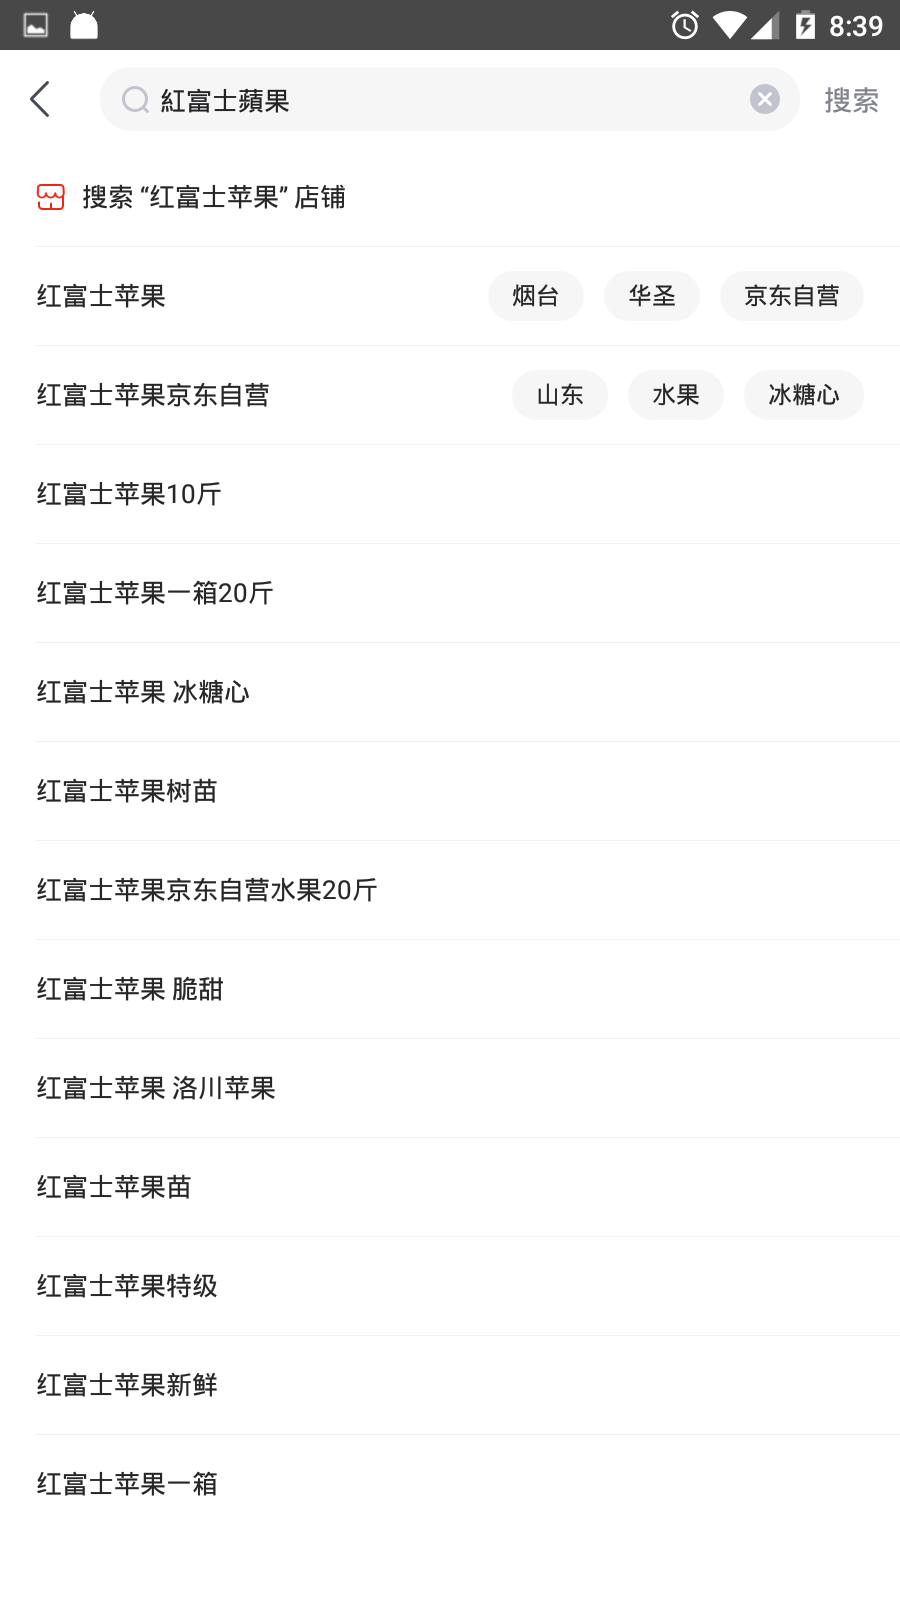 8:39
紅富士蘋果
搜索
搜索 “红富士苹果” 店铺
红富士苹果 烟台 华圣 京东自营
红富士苹果京东自营 山东 水果 冰糖心
红富士苹果10斤
红富士苹果一箱20斤
红富士苹果 冰糖心
红富士苹果树苗
红富士苹果京东自营水果20斤
红富士苹果 脆甜
红富士苹果 洛川苹果
红富士苹果苗
红富士苹果特级
红富士苹果新鲜
红富士苹果一箱